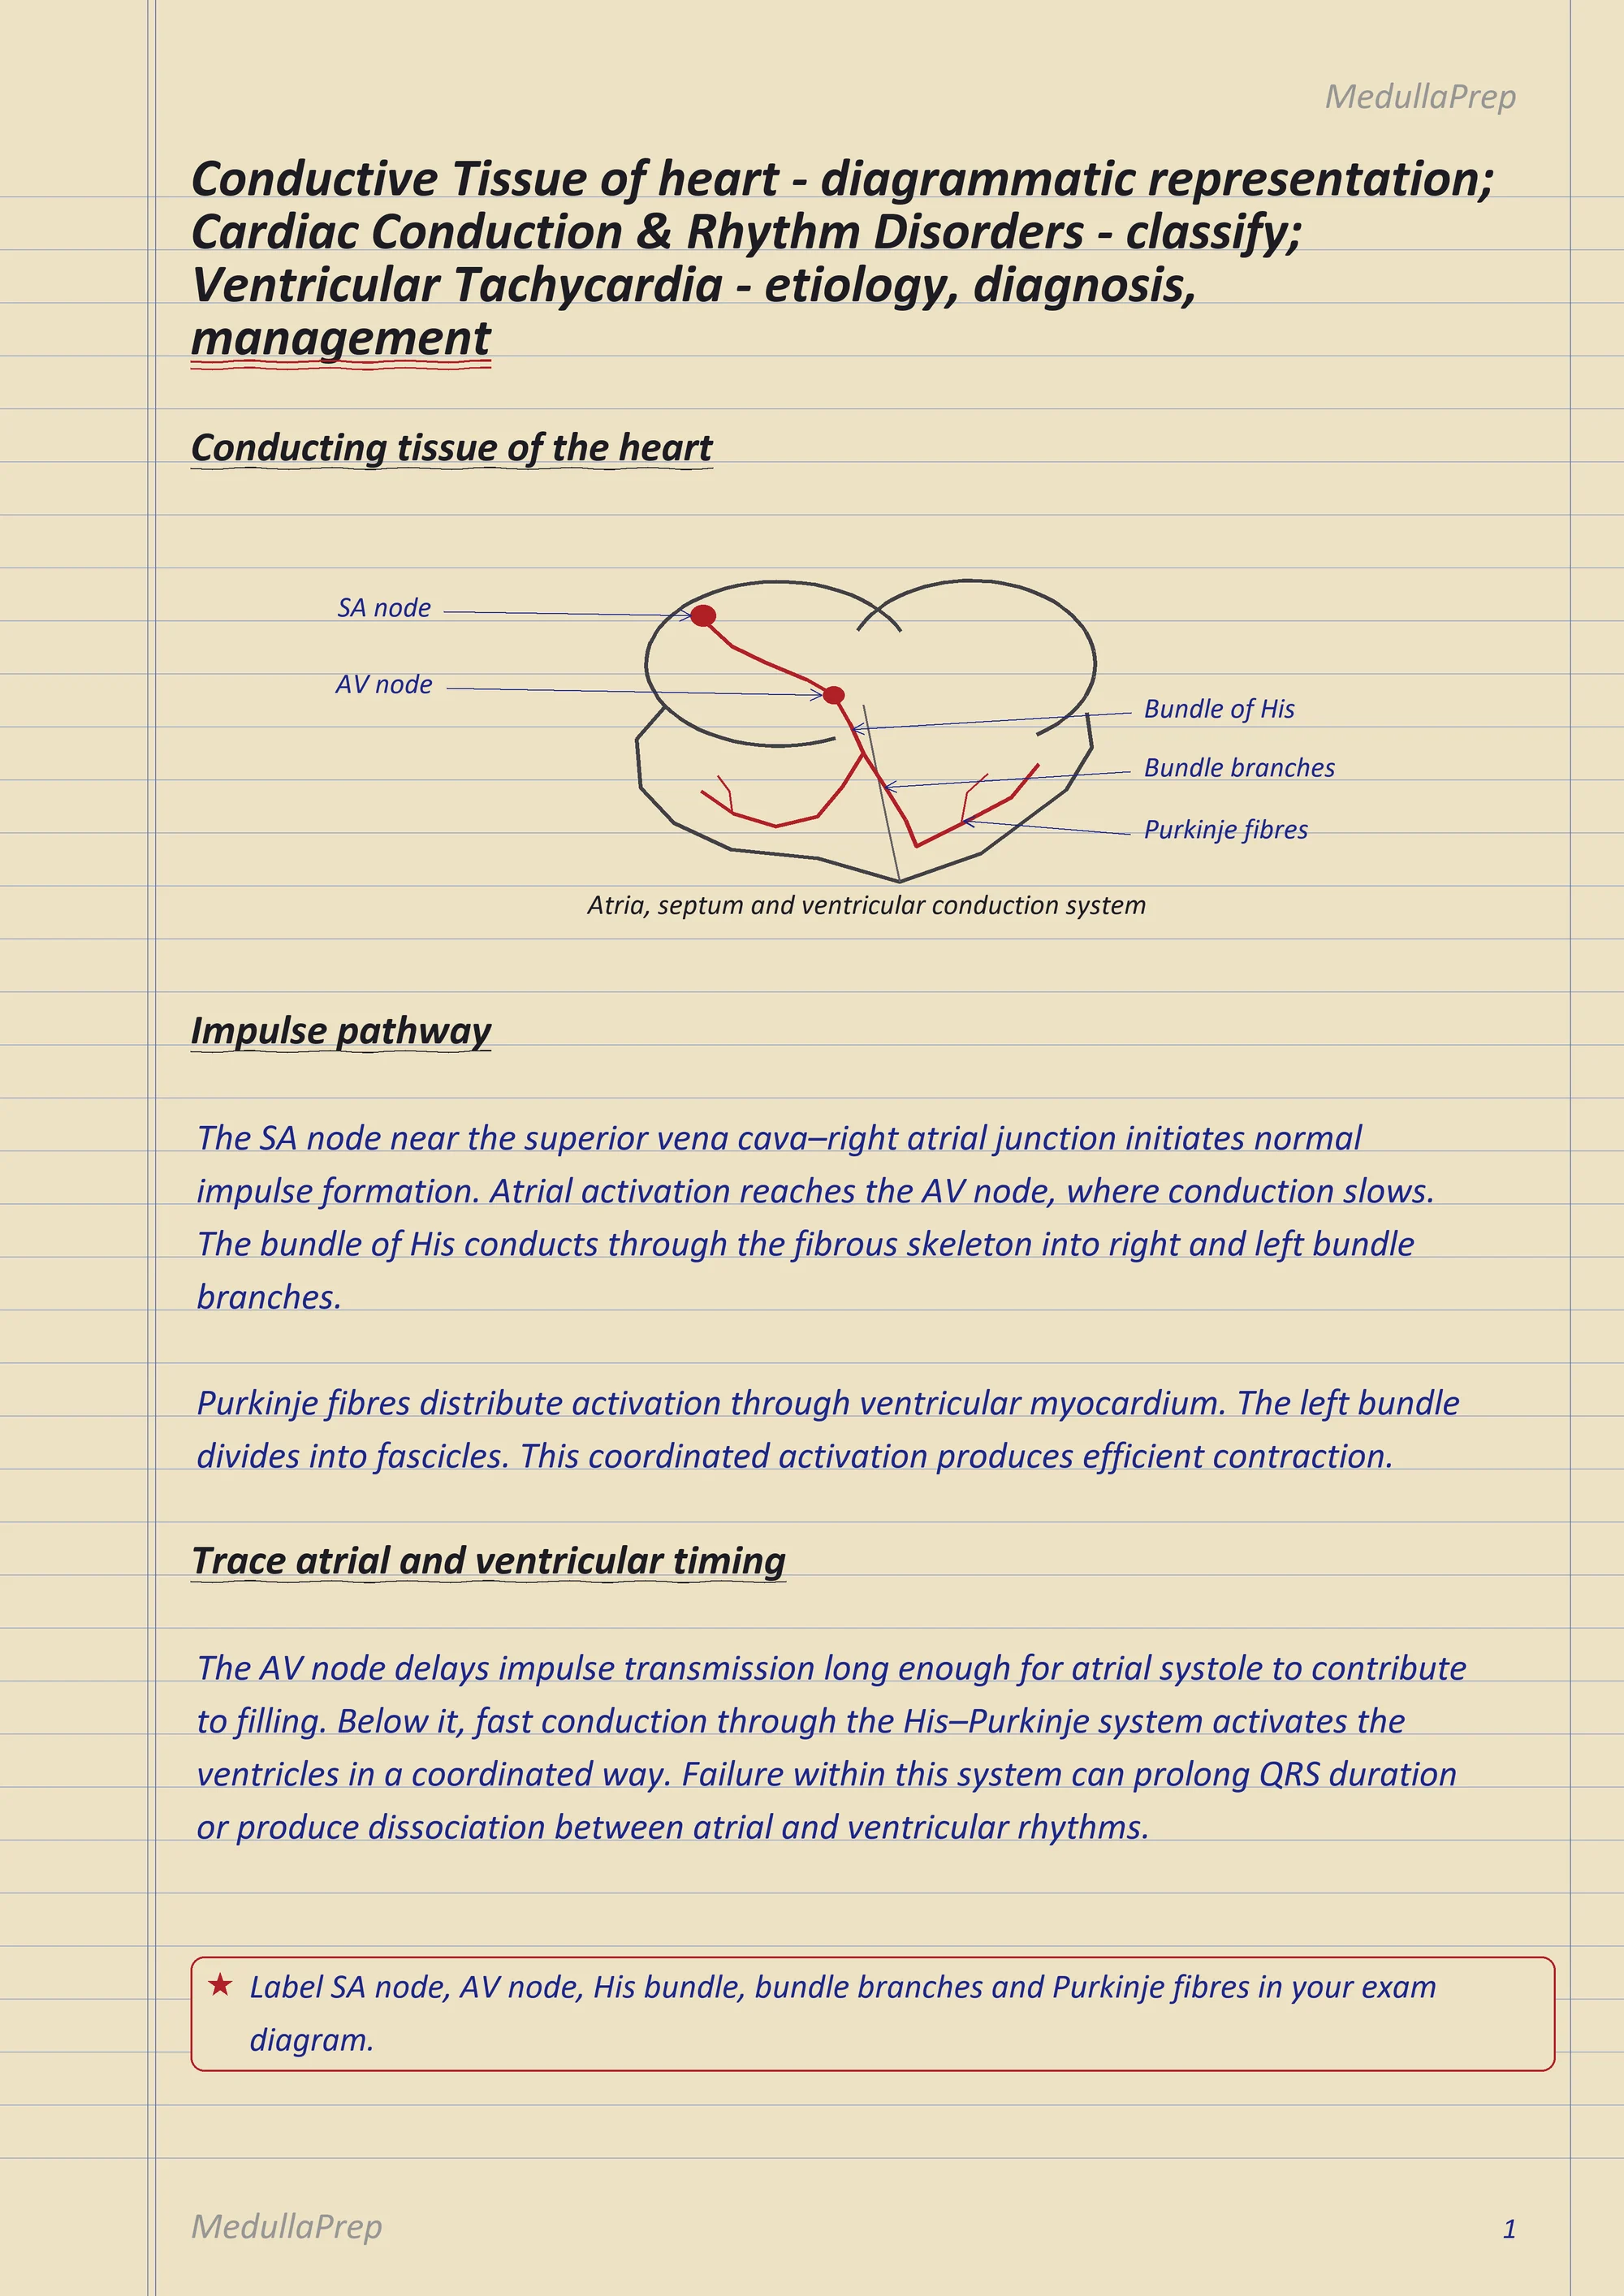 MedullaPrep
Conductive Tissue of heart - diagrammatic representation;
Cardiac Conduction & Rhythm Disorders - classify;
Ventricular Tachycardia - etiology, diagnosis,
management
Conducting tissue of the heart
SA node
AV node
Bundle of His
Bundle branches
Purkinje fibres
Atria, septum and ventricular conduction system
Impulse pathway
The SA node near the superior vena cava–right atrial junction initiates normal
impulse formation. Atrial activation reaches the AV node, where conduction slows.
The bundle of His conducts through the fibrous skeleton into right and left bundle
branches.
Purkinje fibres distribute activation through ventricular myocardium. The left bundle
divides into fascicles. This coordinated activation produces efficient contraction.
Trace atrial and ventricular timing
The AV node delays impulse transmission long enough for atrial systole to contribute
to filling. Below it, fast conduction through the His–Purkinje system activates the
ventricles in a coordinated way. Failure within this system can prolong QRS duration
or produce dissociation between atrial and ventricular rhythms.
★ Label SA node, AV node, His bundle, bundle branches and Purkinje fibres in your exam
diagram.
MedullaPrep
1